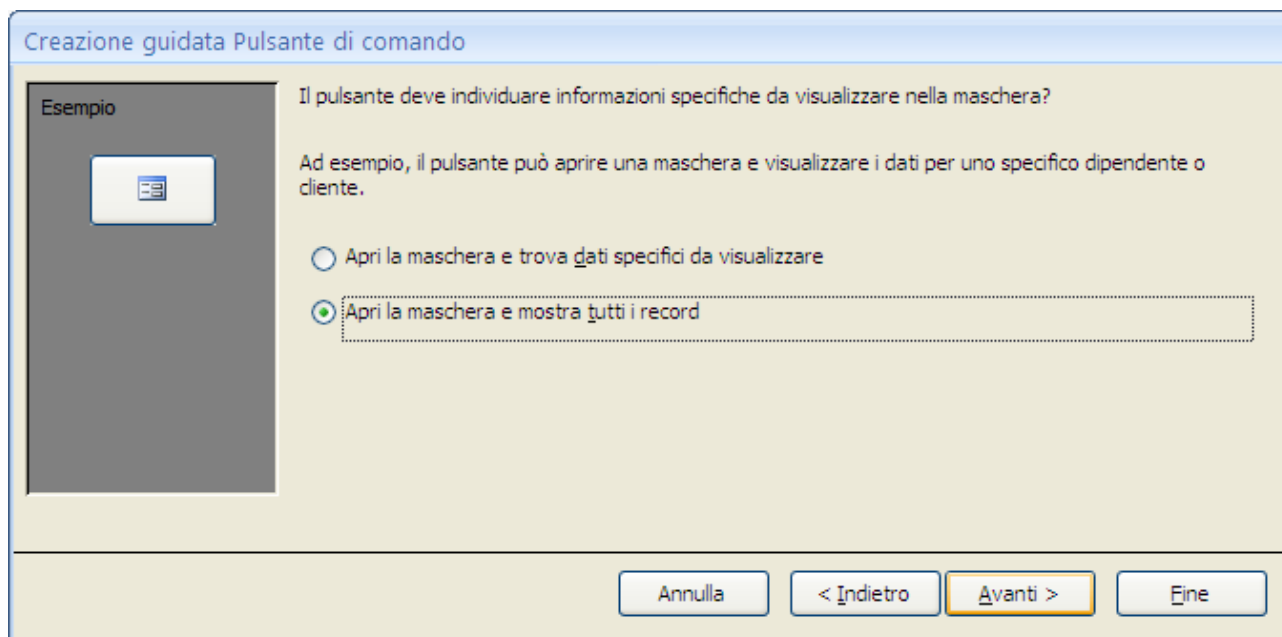 Creazione guidata Pulsante di comando
Esempio
Il pulsante deve individuare informazioni specifiche da visualizzare nella maschera?
Ad esempio, il pulsante può aprire una maschera e visualizzare i dati per uno specifico dipendente o
cliente.
Apri la maschera e trova dati specifici da visualizzare
Apri la maschera e mostra tutti i record
Annulla
< Indietro
Avanti >
Fine